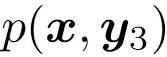 p(x, y₃)